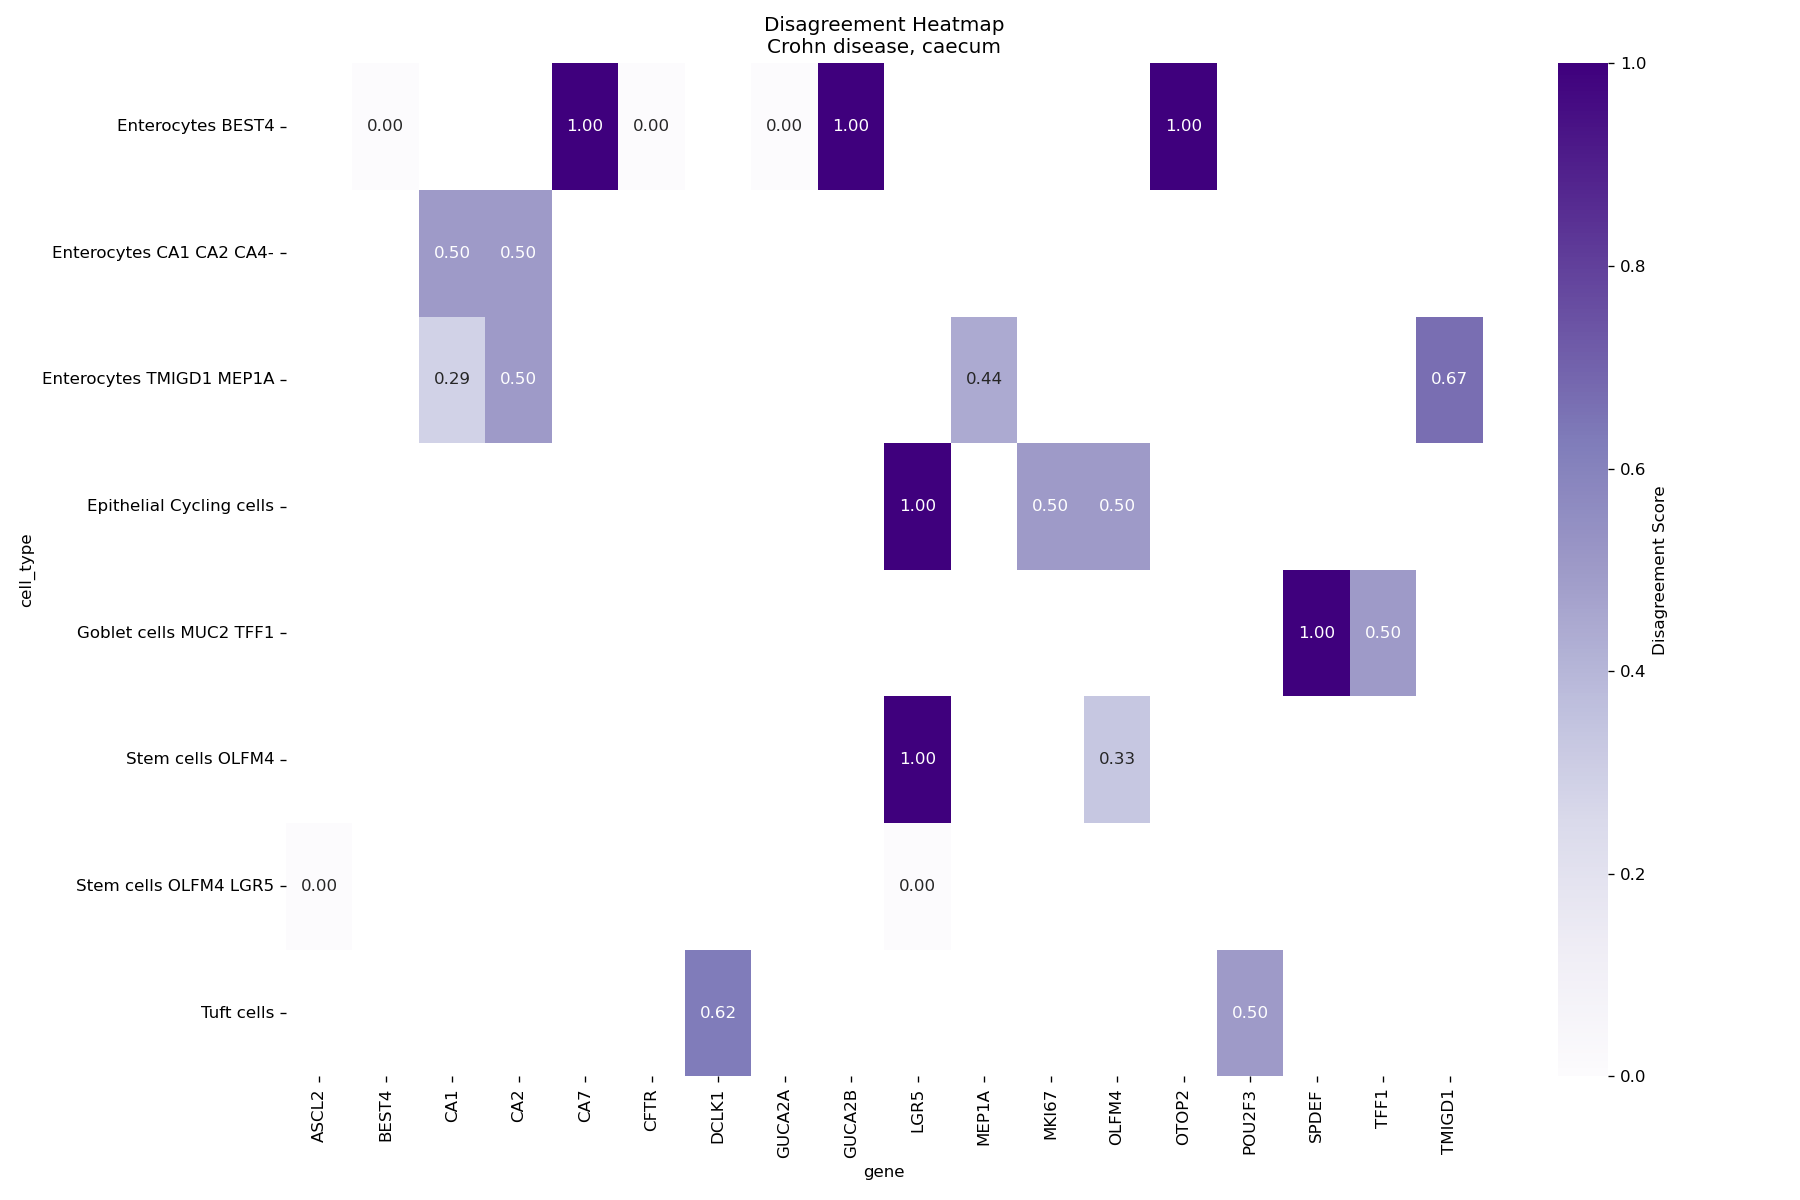 Disagreement Heatmap
Crohn disease, caecum
cell_type
Enterocytes BEST4
0.00
1.00
0.00
0.00
1.00
1.00
Enterocytes CA1 CA2 CA4-
0.50
0.50
Enterocytes TMIGD1 MEP1A
0.29
0.50
0.44
0.67
Epithelial Cycling cells
1.00
0.50
0.50
Goblet cells MUC2 TFF1
1.00
0.50
Stem cells OLFM4
1.00
0.33
Stem cells OLFM4 LGR5
0.00
0.00
Tuft cells
0.62
0.50
ASCL2
BEST4
CA1
CA2
CA7
CFTR
DCLK1
GUCA2A
GUCA2B
LGR5
MEP1A
MKI67
OLFM4
OTOP2
POU2F3
SPDEF
TFF1
TMIGD1
gene
1.0
0.8
0.6
0.4
0.2
0.0
Disagreement Score